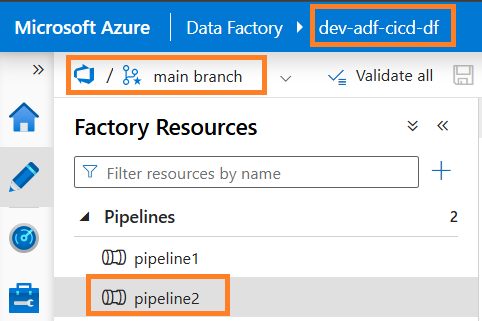 Microsoft Azure Data Factory dev-adf-cicd-df
/ main branch Validate all
Factory Resources
Filter resources by name
Pipelines 2
pipeline1
pipeline2